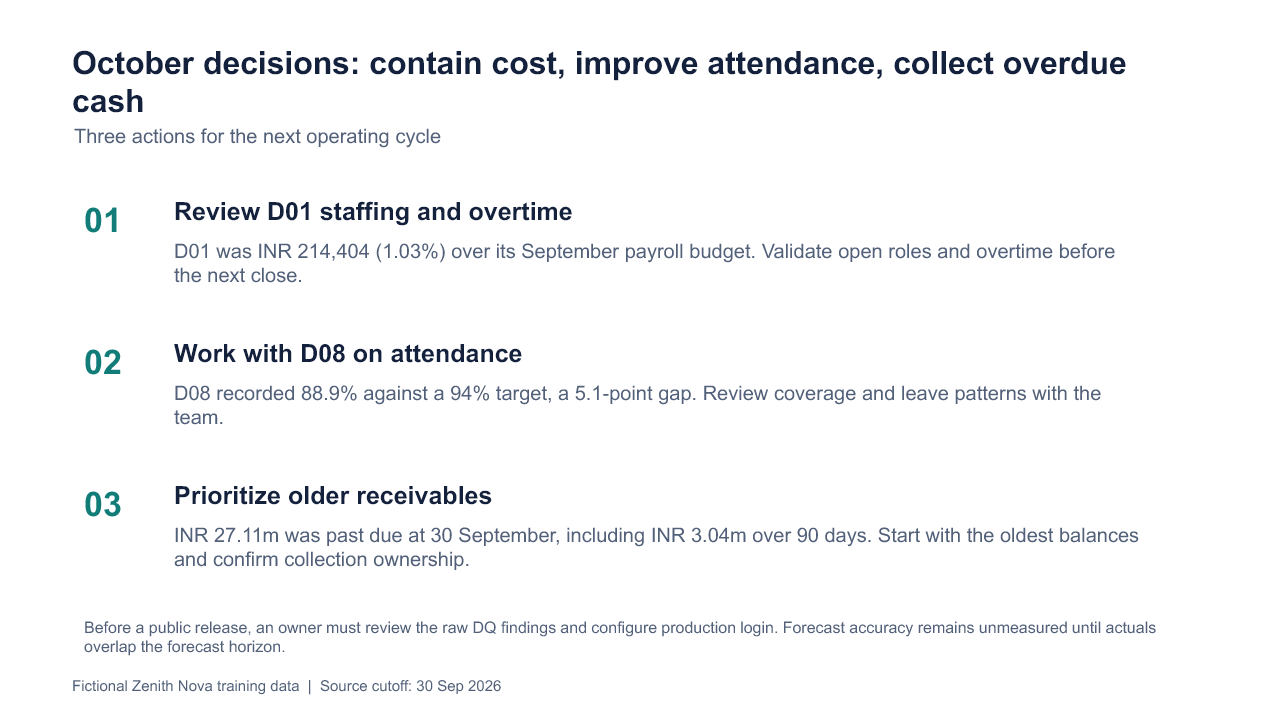 October decisions: contain cost, improve attendance, collect overdue
cash
Three actions for the next operating cycle
01
Review D01 staffing and overtime
D01 was INR 214,404 (1.03%) over its September payroll budget. Validate open roles and overtime before
the next close.
02
Work with D08 on attendance
D08 recorded 88.9% against a 94% target, a 5.1-point gap. Review coverage and leave patterns with the
team.
03
Prioritize older receivables
INR 27.11m was past due at 30 September, including INR 3.04m over 90 days. Start with the oldest balances
and confirm collection ownership.
Before a public release, an owner must review the raw DQ findings and configure production login. Forecast accuracy remains unmeasured until actuals
overlap the forecast horizon.
Fictional Zenith Nova training data | Source cutoff: 30 Sep 2026